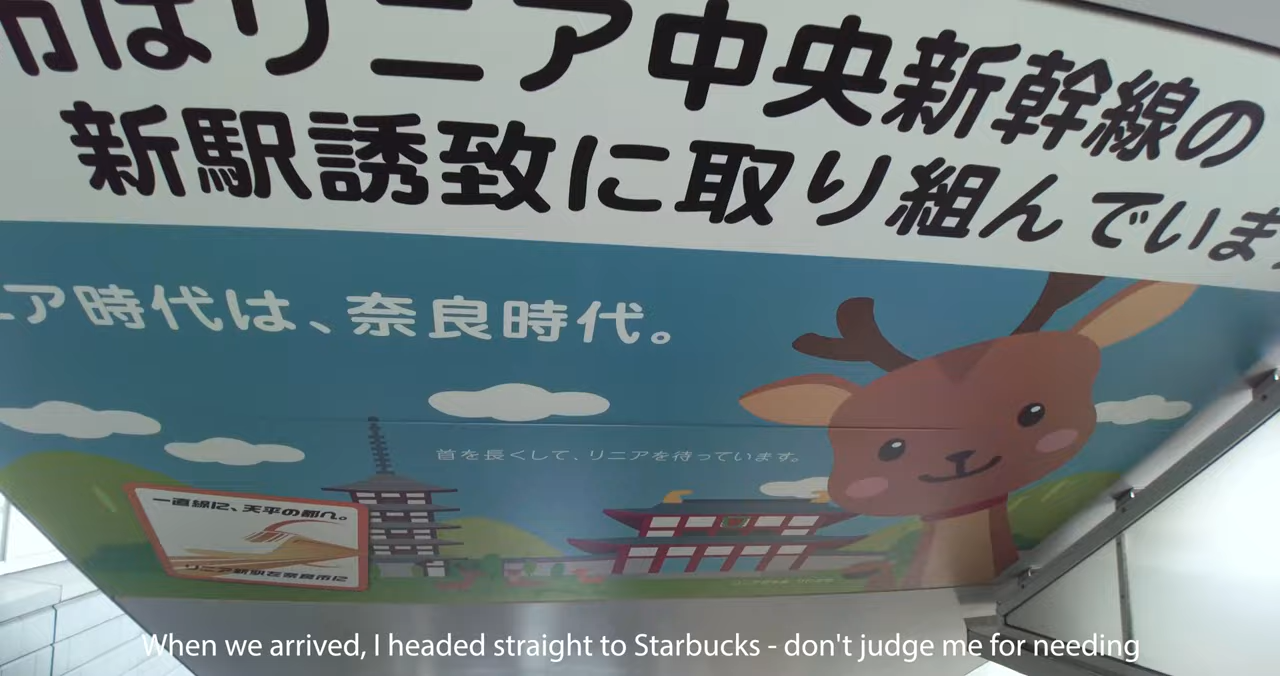 市はリニア中央新幹線の
新駅誘致に取り組んでいま
ニア時代は、奈良時代。
首を長くして、リニアを待っています。
一直線に、天平の都へ。
リニア新駅を奈良市に
When we arrived, I headed straight to Starbucks - don't judge me for needing